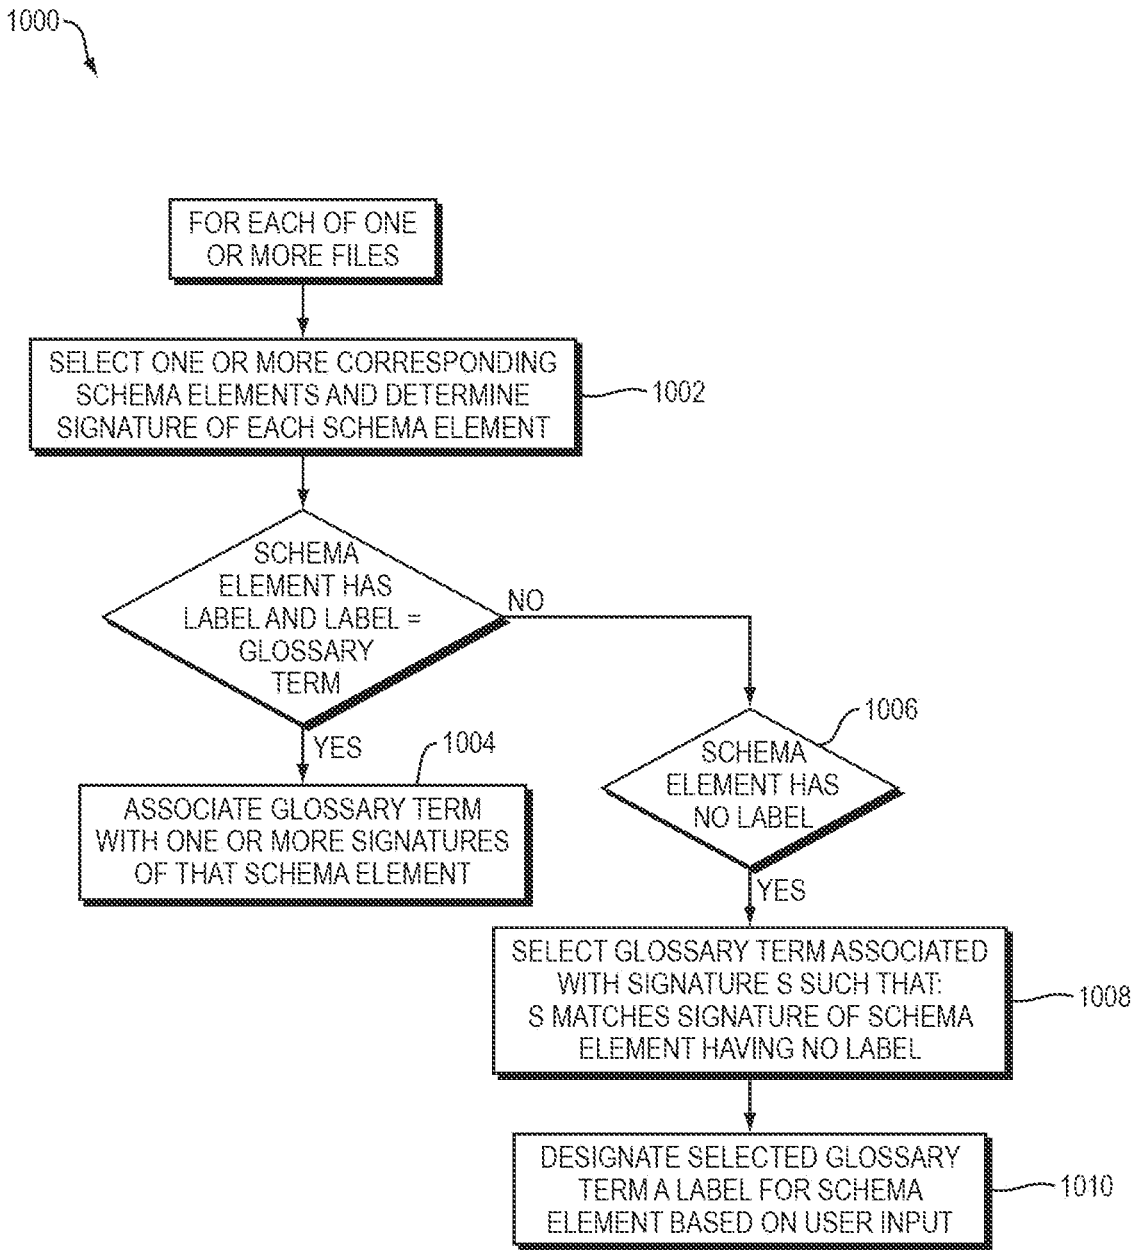 1000
FOR EACH OF ONE
OR MORE FILES
SELECT ONE OR MORE CORRESPONDING
SCHEMA ELEMENTS AND DETERMINE
SIGNATURE OF EACH SCHEMA ELEMENT
1002
SCHEMA
ELEMENT HAS
LABEL AND LABEL =
GLOSSARY
TERM
NO
YES
1004
ASSOCIATE GLOSSARY TERM
WITH ONE OR MORE SIGNATURES
OF THAT SCHEMA ELEMENT
1006
SCHEMA
ELEMENT HAS
NO LABEL
YES
SELECT GLOSSARY TERM ASSOCIATED
WITH SIGNATURE S SUCH THAT:
S MATCHES SIGNATURE OF SCHEMA
ELEMENT HAVING NO LABEL
1008
DESIGNATE SELECTED GLOSSARY
TERM A LABEL FOR SCHEMA
ELEMENT BASED ON USER INPUT
1010